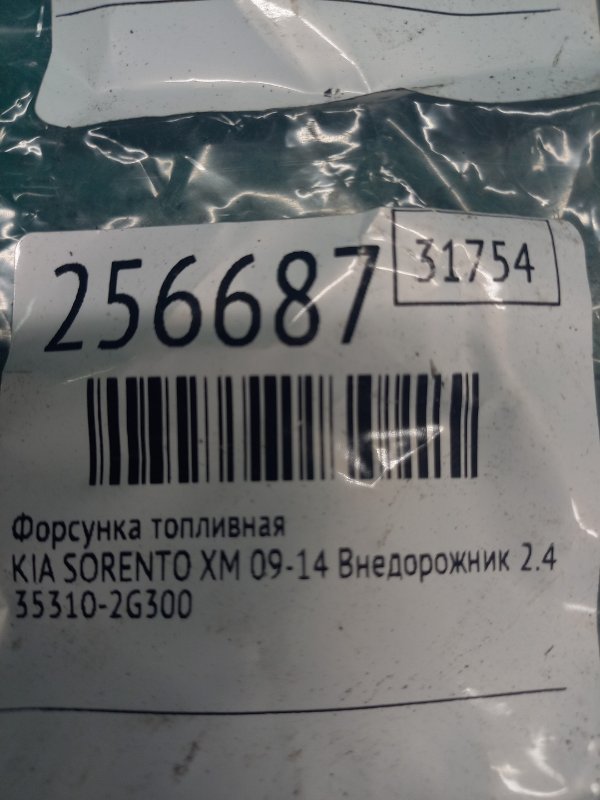 256687
31754
Форсунка топливная
KIA SORENTO XM 09-14 Внедорожник 2.4
35310-2G300